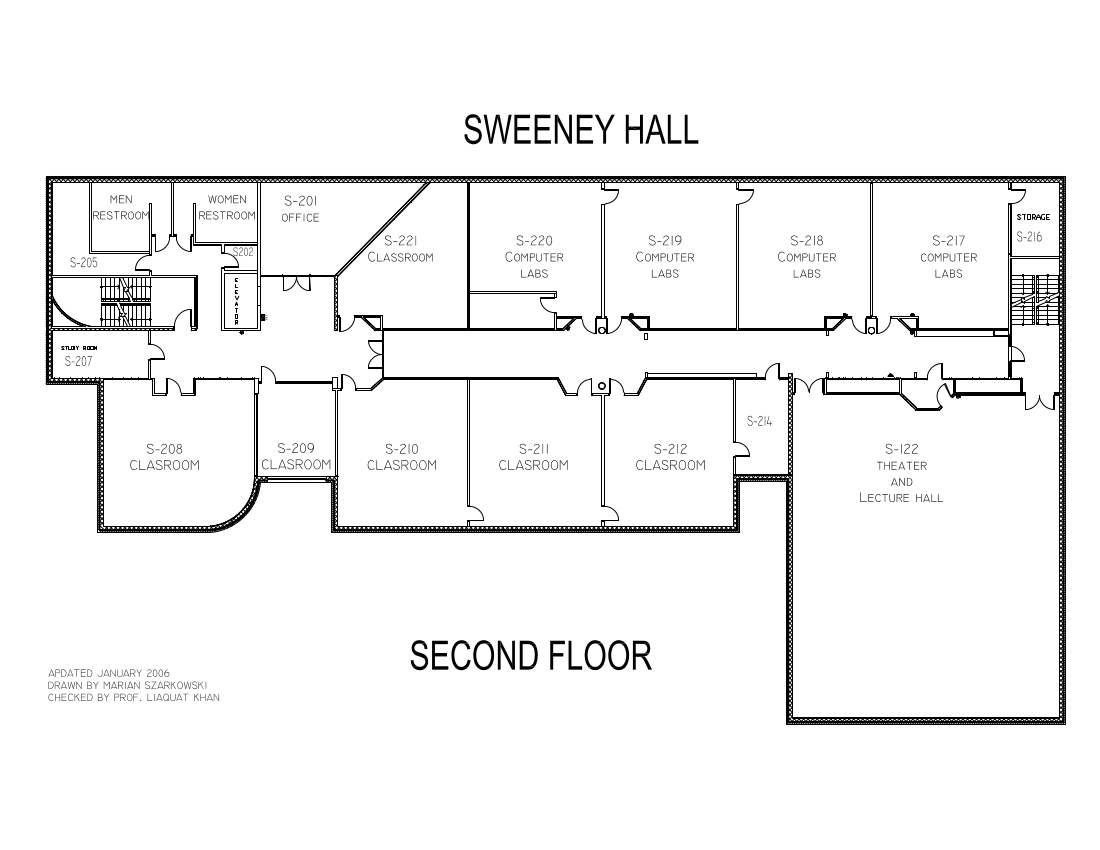 SWEENEY HALL
MEN
RESTROOM
WOMEN
RESTROOM
S-201
OFFICE
S-205
S202
ELEVATOR
S-221
CLASSROOM
S-220
COMPUTER
LABS
S-219
COMPUTER
LABS
S-218
COMPUTER
LABS
S-217
COMPUTER
LABS
STORAGE
S-216
STUDY ROOM
S-207
S-208
CLASROOM
S-209
CLASROOM
S-210
CLASROOM
S-211
CLASROOM
S-212
CLASROOM
S-214
S-122
THEATER
AND
LECTURE HALL
SECOND FLOOR
APDATED JANUARY 2006
DRAWN BY MARIAN SZARKOWSKI
CHECKED BY PROF. LIAQUAT KHAN